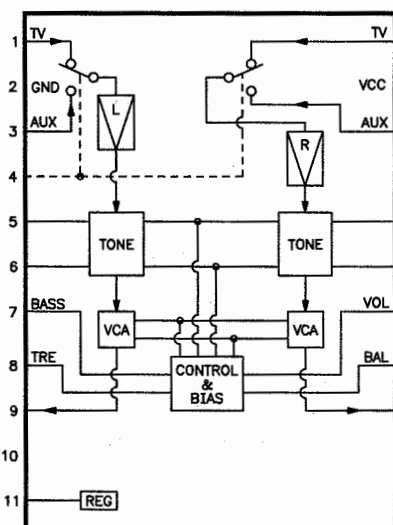 1 TV TV
2 GND VCC
L
3 AUX AUX
R
4
5
TONE TONE
6
7 BASS VOL
VCA VCA
8 TRE BAL
CONTROL
&
BIAS
9
10
11 REG